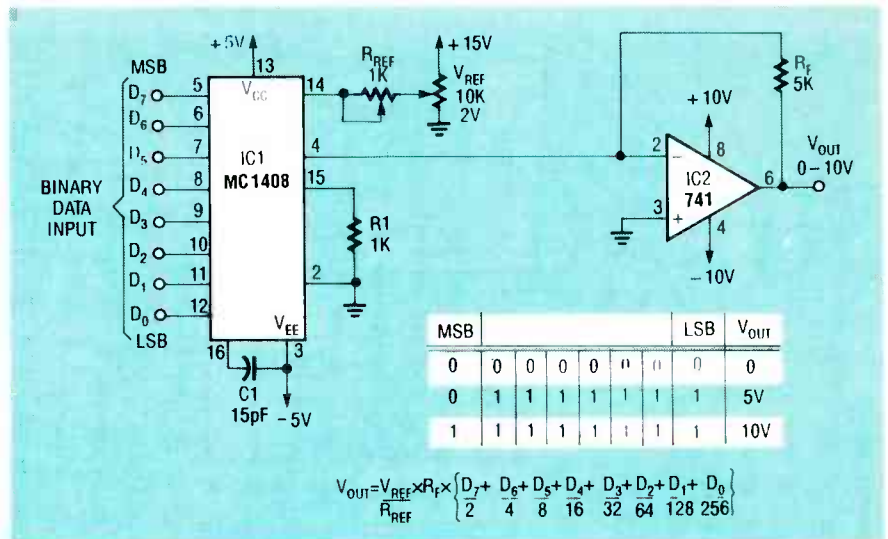 +5V
MSB
D7 5
D6 6
D5 7
D4 8
D3 9
D2 10
D1 11
D0 12
LSB
BINARY
DATA
INPUT
13
VCC
IC1
MC1408
VEE
16
3
C1
15pF
-5V
14
4
15
2
RREF
1K
+15V
VREF
10K
2V
R1
1K
RF
5K
+10V
8
2
-
IC2
741
6
3
+
4
-10V
VOUT
0-10V
MSB LSB VOUT
0 0 0 0 0 0 0 0 0
0 1 1 1 1 1 1 1 5V
1 1 1 1 1 1 1 1 10V
VOUT=VREF/RREF×RF×{D7/2+D6/4+D5/8+D4/16+D3/32+D2/64+D1/128+D0/256}